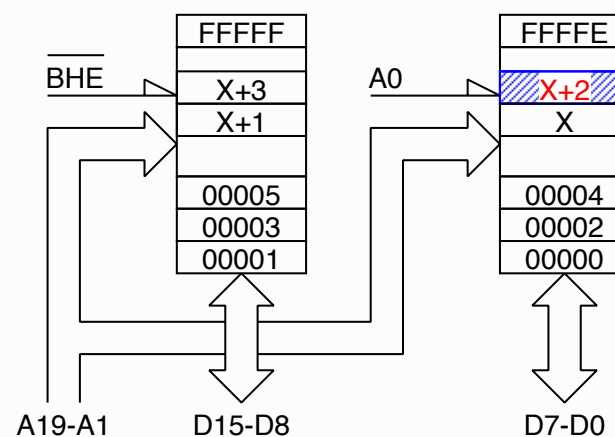 FFFFF
FFFFE
BHE
X+3
A0
X+2
X+1
X
00005
00004
00003
00002
00001
00000
A19-A1
D15-D8
D7-D0